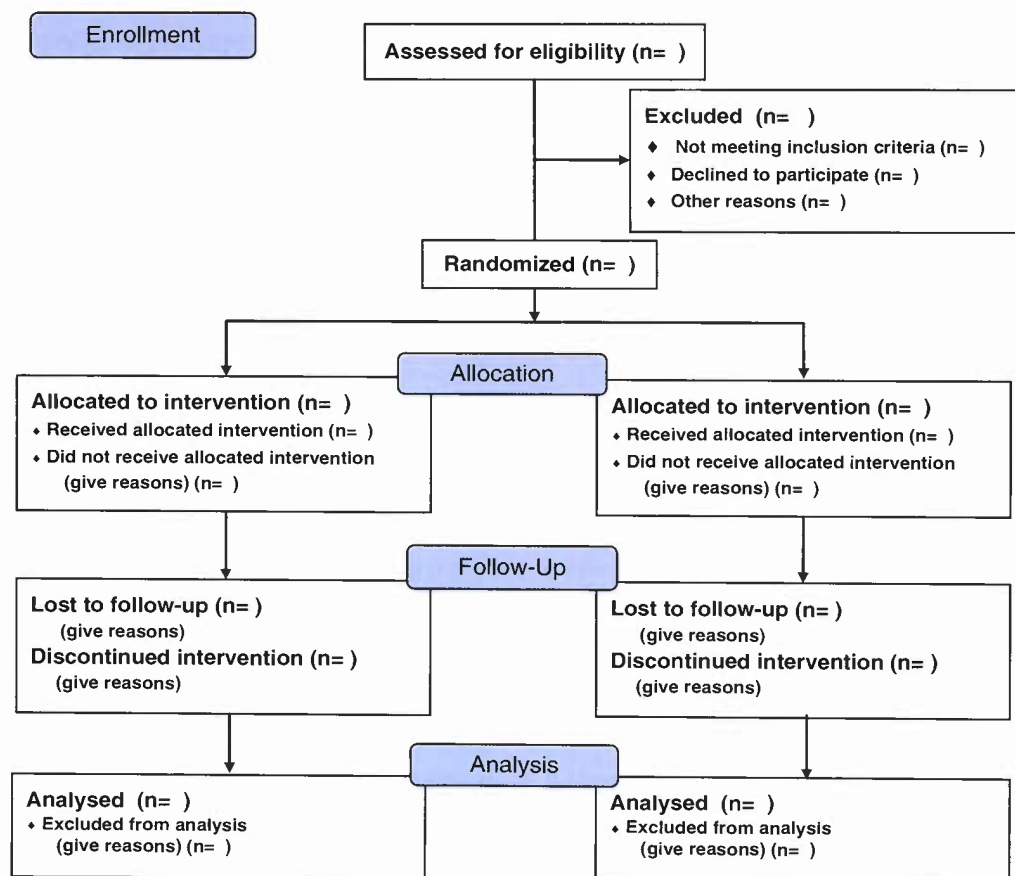 Enrollment
Assessed for eligibility (n= )
Excluded (n= )
♦ Not meeting inclusion criteria (n= )
♦ Declined to participate (n= )
♦ Other reasons (n= )
Randomized (n= )
Allocation
Allocated to intervention (n= )
♦ Received allocated intervention (n= )
♦ Did not receive allocated intervention
(give reasons) (n= )
Allocated to intervention (n= )
♦ Received allocated intervention (n= )
♦ Did not receive allocated intervention
(give reasons) (n= )
Follow-Up
Lost to follow-up (n= )
(give reasons)
Discontinued intervention (n= )
(give reasons)
Lost to follow-up (n= )
(give reasons)
Discontinued intervention (n= )
(give reasons)
Analysis
Analysed (n= )
♦ Excluded from analysis
(give reasons) (n= )
Analysed (n= )
♦ Excluded from analysis
(give reasons) (n= )